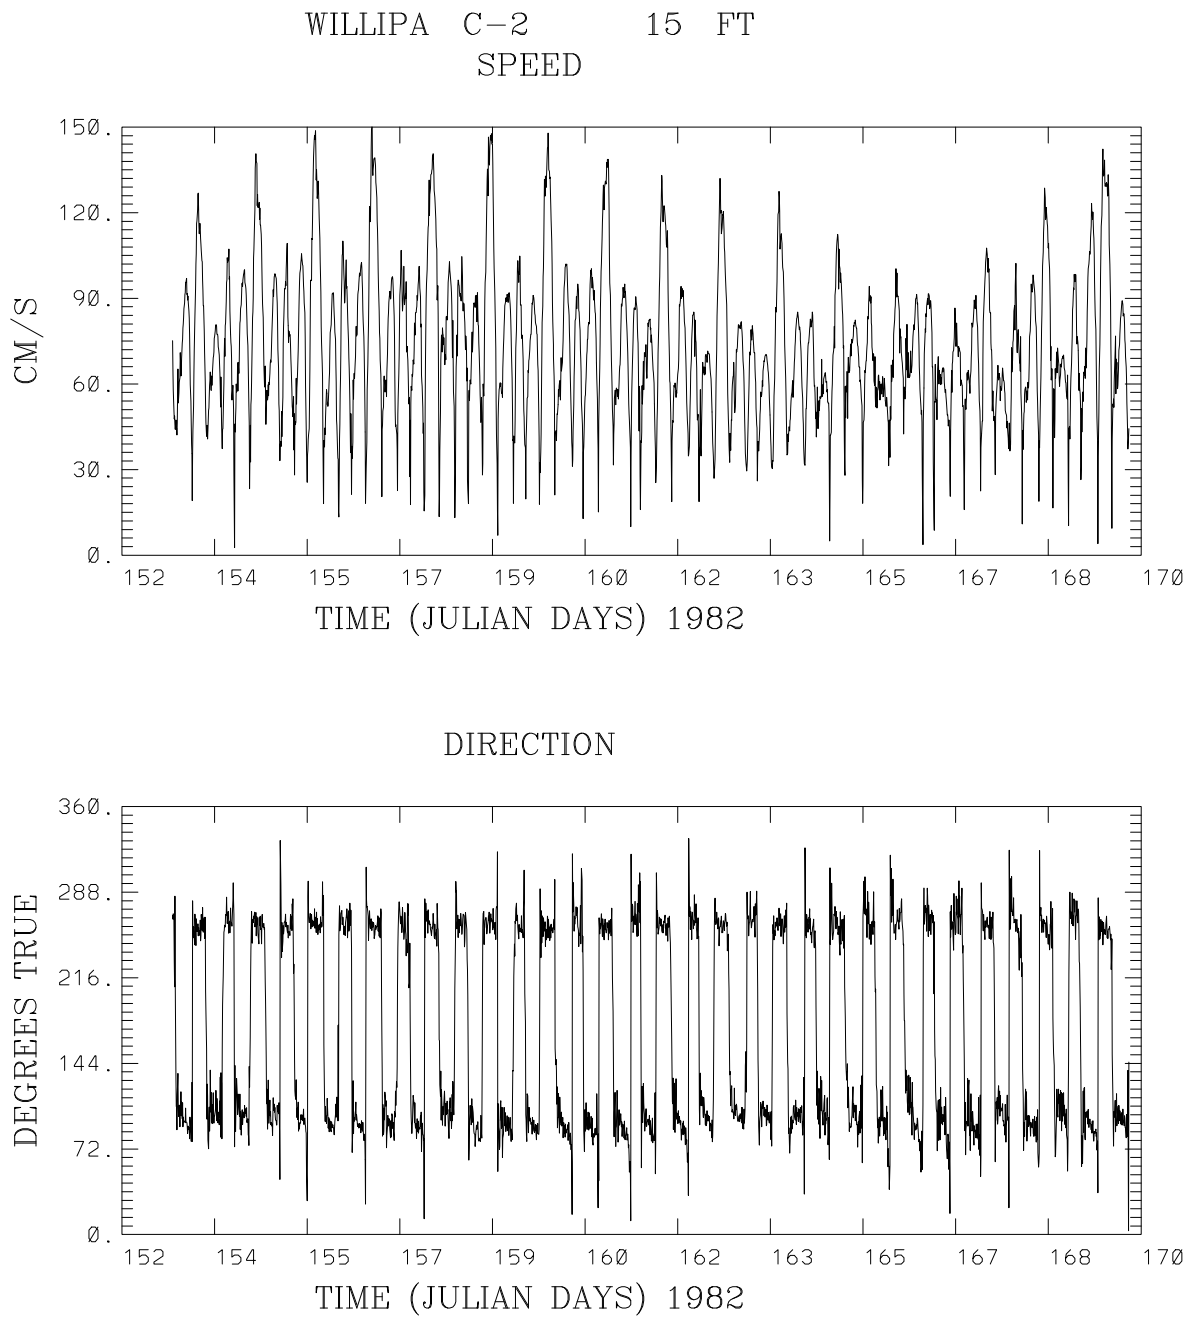 WILLIPA C-2 15 FT
SPEED
150.
120.
90.
60.
30.
0.
CM/S
152 154 155 157 159 160 162 163 165 167 168 170
TIME (JULIAN DAYS) 1982
DIRECTION
360.
288.
216.
144.
72.
0.
DEGREES TRUE
152 154 155 157 159 160 162 163 165 167 168 170
TIME (JULIAN DAYS) 1982